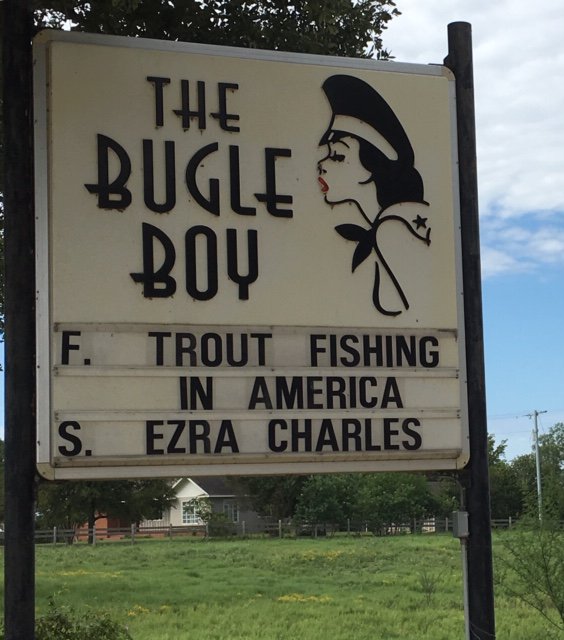 THE
BUGLE
BOY
F. TROUT FISHING
IN AMERICA
S. EZRA CHARLES